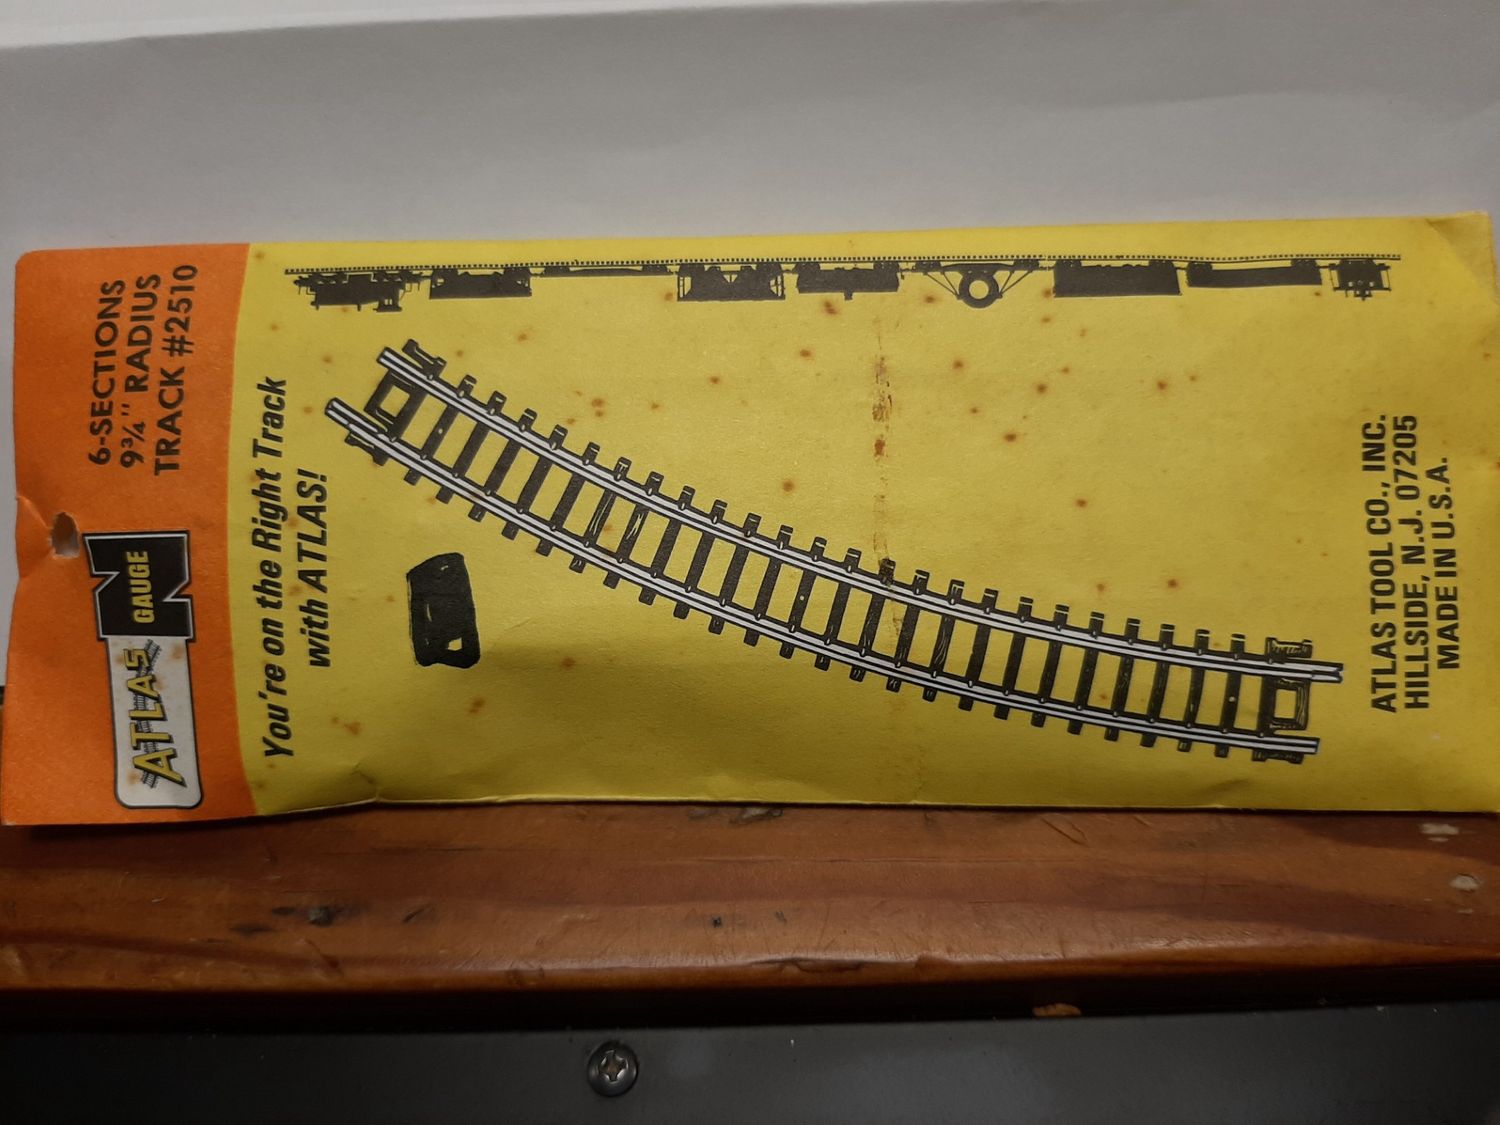 6-SECTIONS
9¾" RADIUS
TRACK #2510
ATLAS
N
GAUGE
You're on the Right Track
with ATLAS!
ATLAS TOOL CO., INC.
HILLSIDE, N.J. 07205
MADE IN U.S.A.